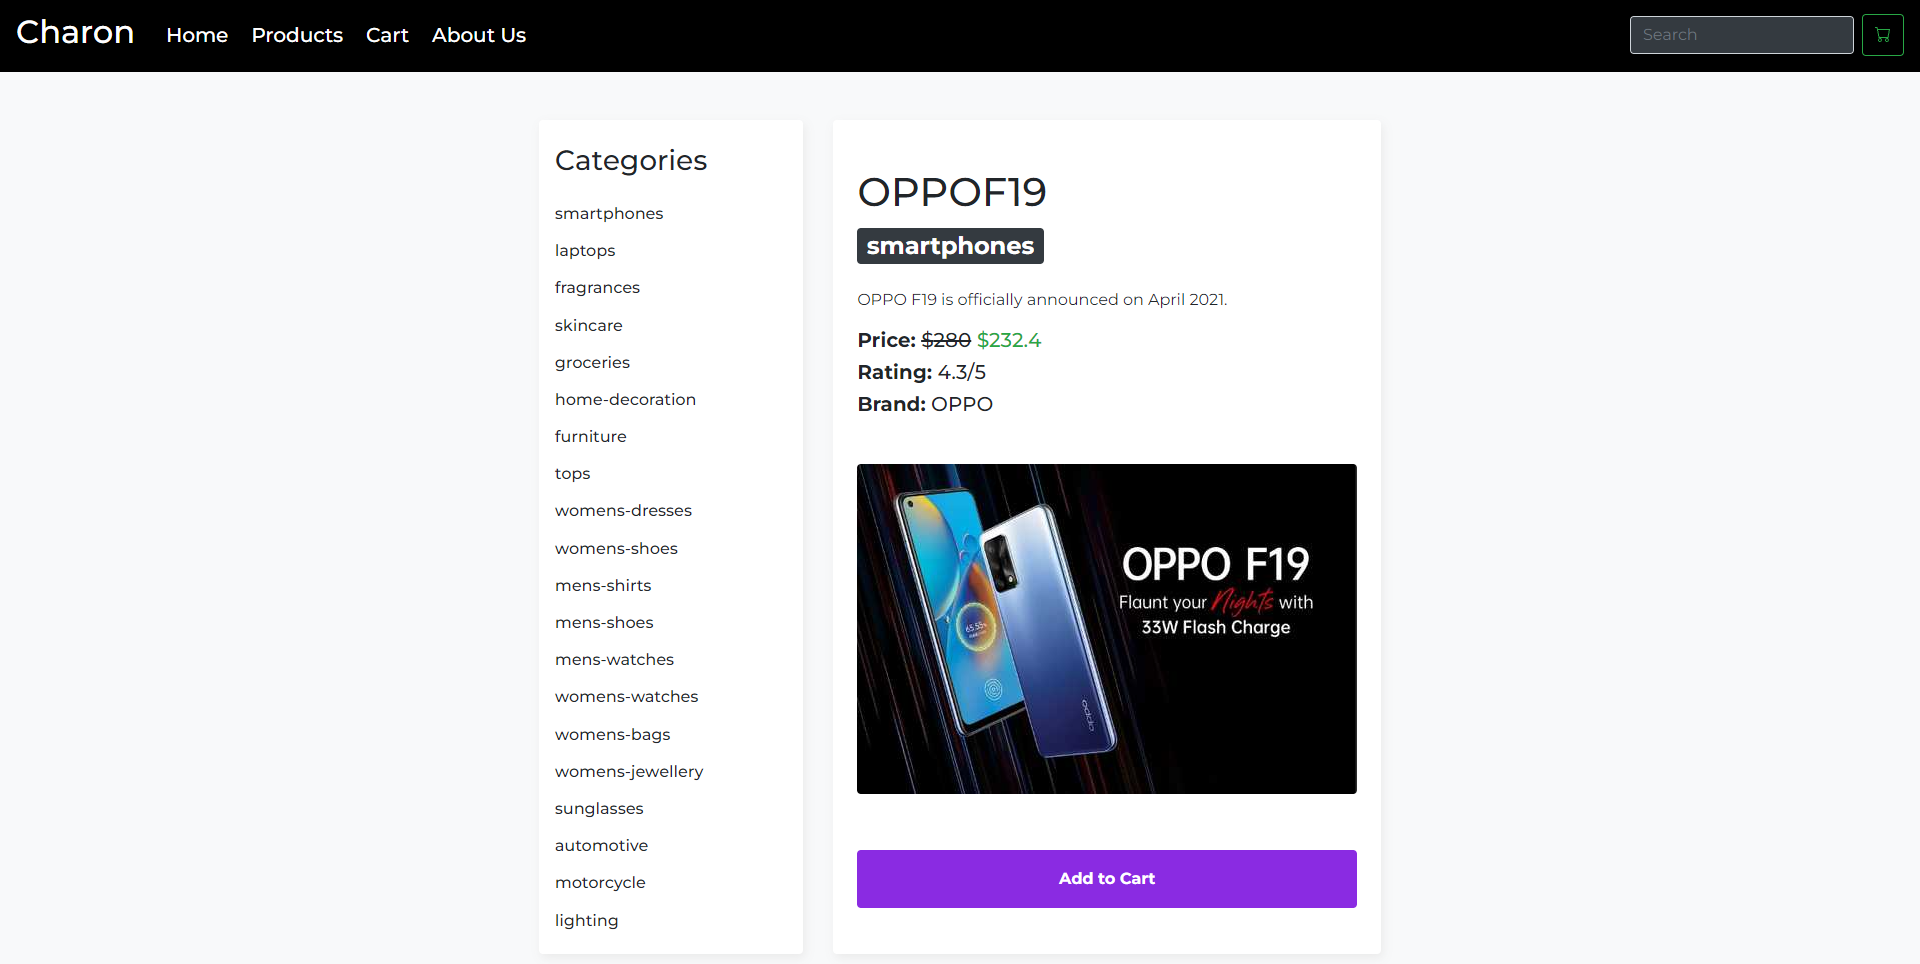 Charon
Home Products Cart About Us
Search
Categories
smartphones
laptops
fragrances
skincare
groceries
home-decoration
furniture
tops
womens-dresses
womens-shoes
mens-shirts
mens-shoes
mens-watches
womens-watches
womens-bags
womens-jewellery
sunglasses
automotive
motorcycle
lighting
OPPOF19
smartphones
OPPO F19 is officially announced on April 2021.
Price: $280 $232.4
Rating: 4.3/5
Brand: OPPO
65.55%
oppo
OPPO F19
Flaunt your Nights with
33W Flash Charge
Add to Cart